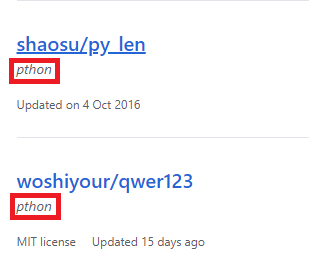 shaosu/py_len
pthon
Updated on 4 Oct 2016
woshiyour/qwer123
pthon
MIT license Updated 15 days ago